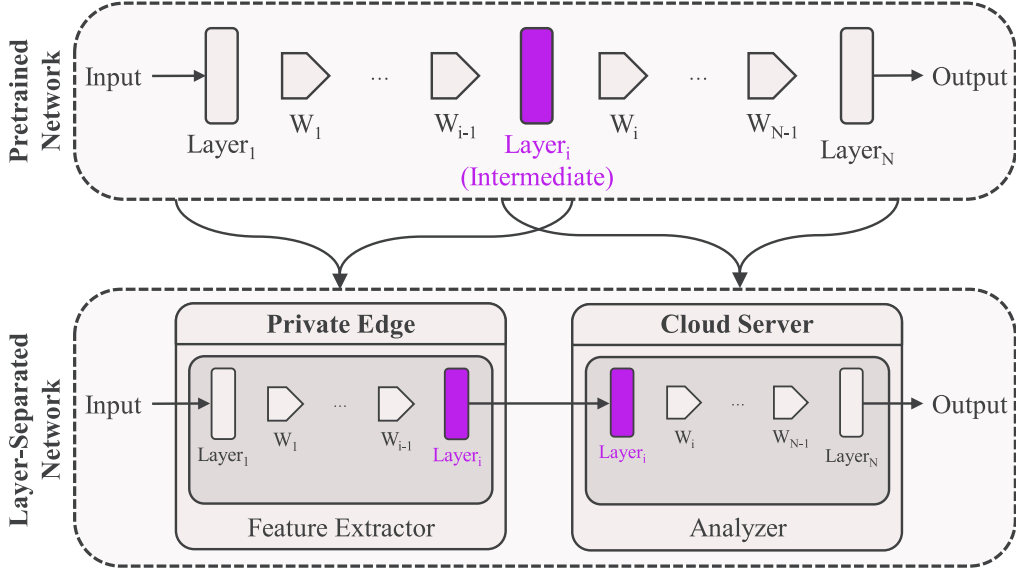 Pretrained
Network
Input
W1
...
Wi-1
Wi
...
WN-1
Output
Layer1
Layeri
(Intermediate)
LayerN
Layer-Separated
Network
Private Edge
Cloud Server
Input
Layer1
W1
...
Wi-1
Layeri
Layeri
Wi
...
WN-1
LayerN
Output
Feature Extractor
Analyzer